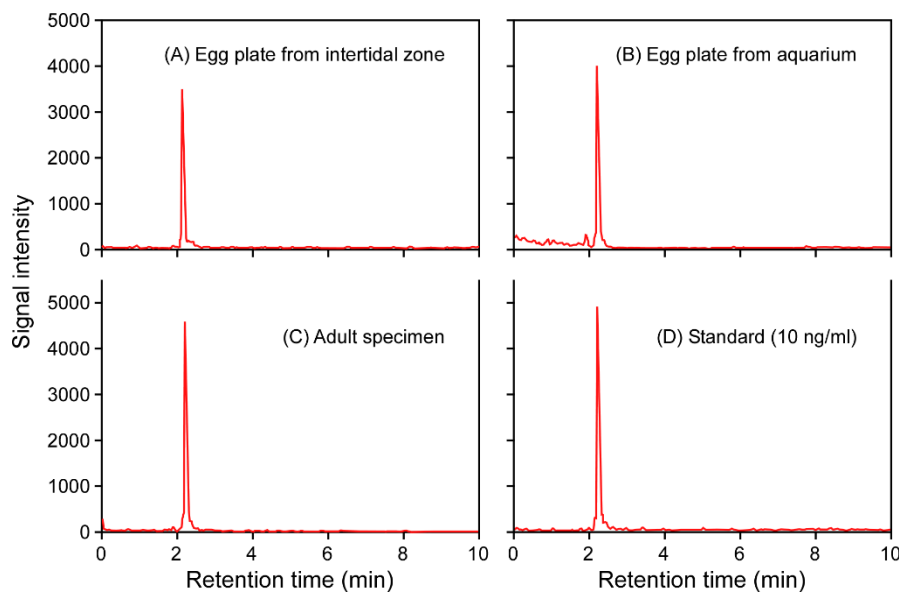 5000
4000
3000
2000
1000
0
(A) Egg plate from intertidal zone
(B) Egg plate from aquarium
Signal intensity
5000
4000
3000
2000
1000
0
(C) Adult specimen
(D) Standard (10 ng/ml)
0 2 4 6 8 10
0 2 4 6 8 10
Retention time (min)
Retention time (min)